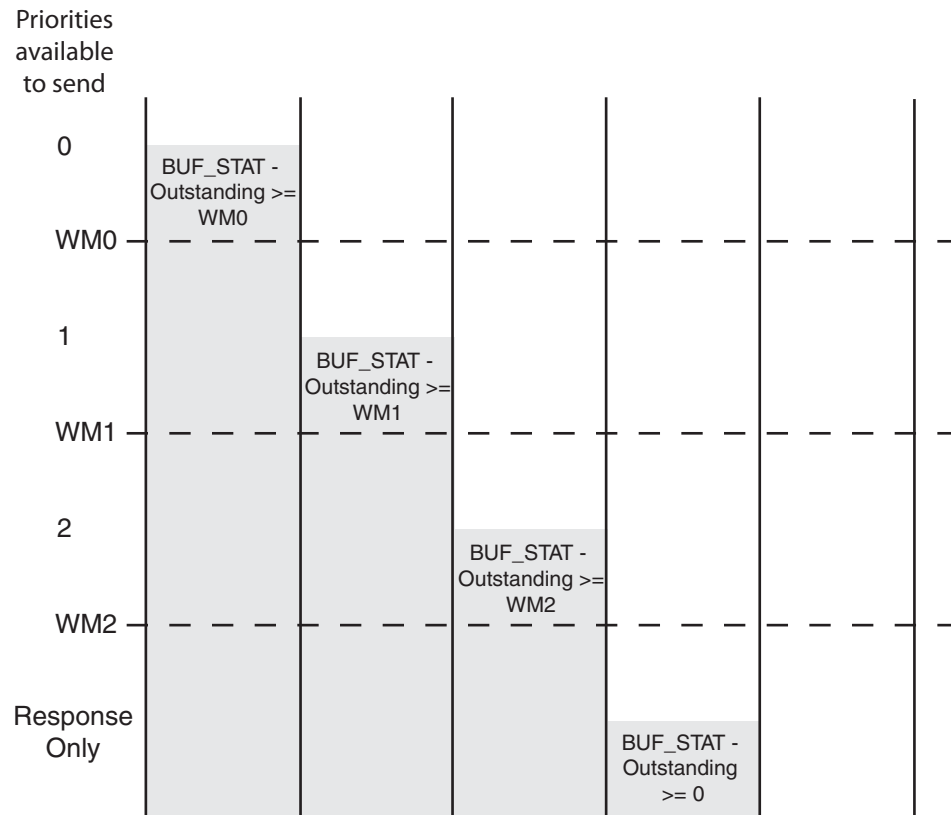 Priorities
available
to send
0
BUF_STAT -
Outstanding >=
WM0
WM0
1
BUF_STAT -
Outstanding >=
WM1
WM1
2
BUF_STAT -
Outstanding >=
WM2
WM2
Response
Only
BUF_STAT -
Outstanding
>= 0